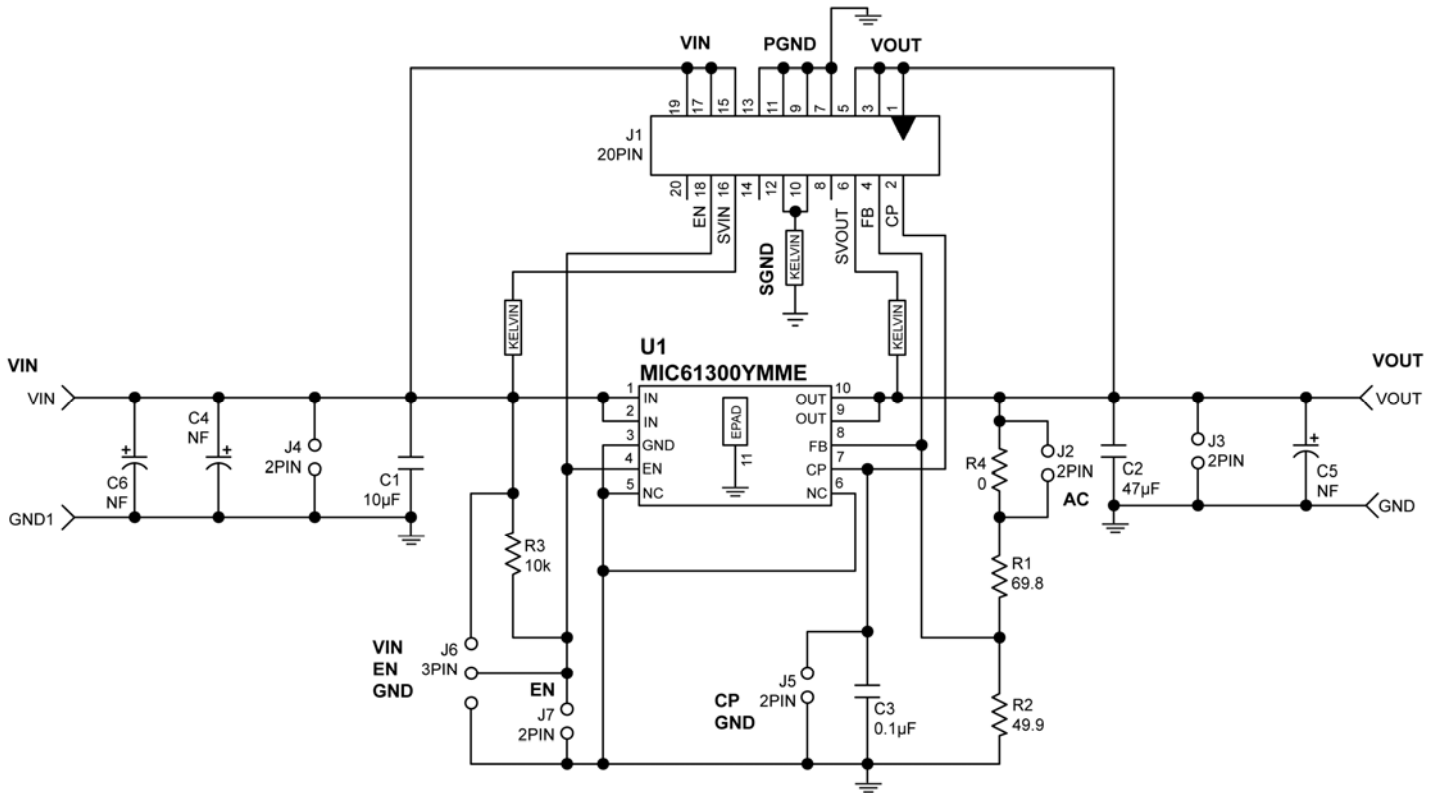 VIN
PGND
VOUT
19
17
15
13
11
9
7
5
3
1
J1
20PIN
20
18
16
14
12
10
8
6
4
2
EN
SVIN
SVOUT
FB
CP
SGND
KELVIN
KELVIN
KELVIN
U1
MIC61300YMME
VIN
VIN
GND1
C6
NF
C4
NF
J4
2PIN
C1
10µF
1
IN
2
IN
3
GND
4
EN
5
NC
EPAD
11
10
OUT
9
OUT
8
FB
7
CP
6
NC
R4
0
J2
2PIN
AC
C2
47µF
J3
2PIN
C5
NF
VOUT
VOUT
GND
R3
10k
R1
69.8
VIN
EN
GND
J6
3PIN
EN
J7
2PIN
CP
GND
J5
2PIN
C3
0.1µF
R2
49.9